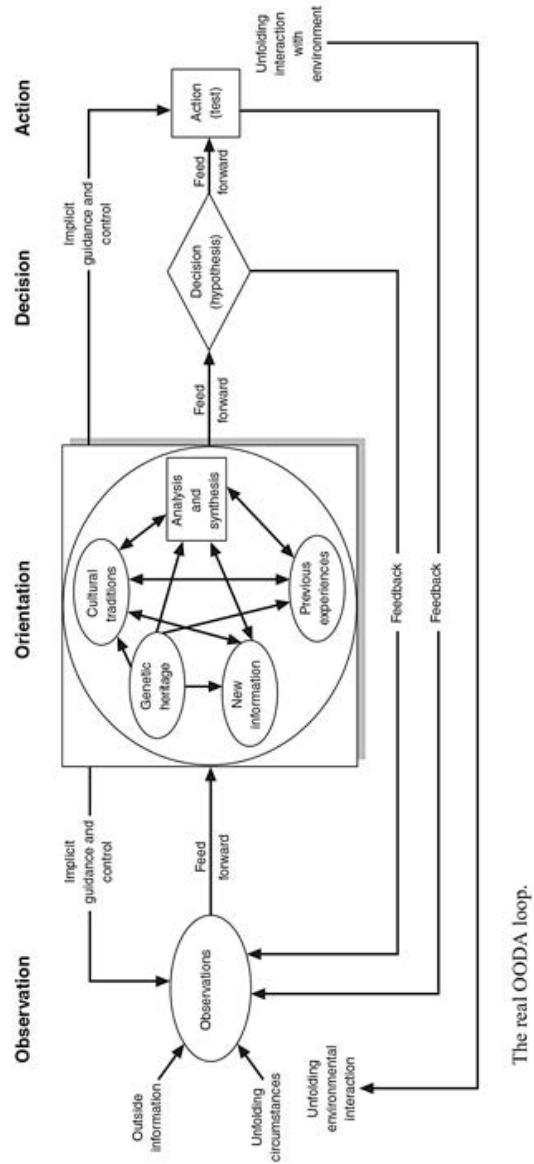 Observation
Orientation
Decision
Action
Implicit
guidance and
control
Implicit
guidance and
control
Outside
information
Unfolding
circumstances
Unfolding
environmental
interaction
Observations
Feed
forward
Cultural
traditions
Genetic
heritage
New
information
Previous
experiences
Analysis
and
synthesis
Feed
forward
Decision
(hypothesis)
Feed
forward
Action
(test)
Unfolding
interaction
with
environment
Feedback
Feedback
The real OODA loop.